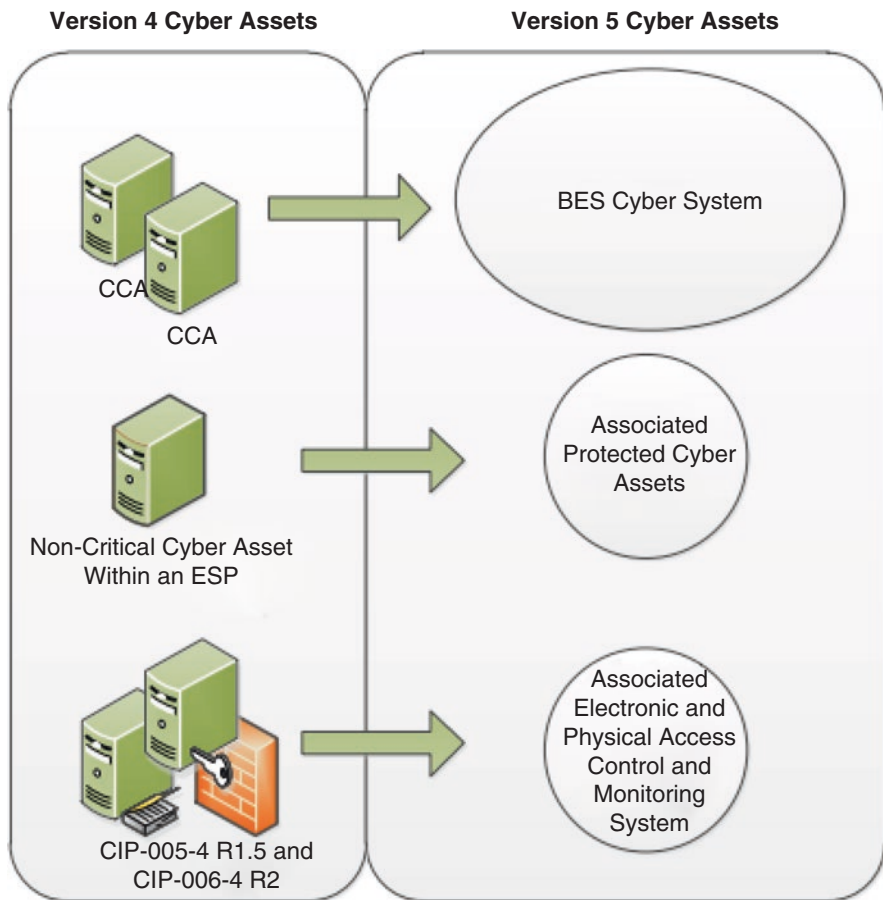 Version 4 Cyber Assets
Version 5 Cyber Assets
CCA
CCA
BES Cyber System
Non-Critical Cyber Asset
Within an ESP
Associated
Protected Cyber
Assets
CIP-005-4 R1.5 and
CIP-006-4 R2
Associated
Electronic and
Physical Access
Control and
Monitoring
System